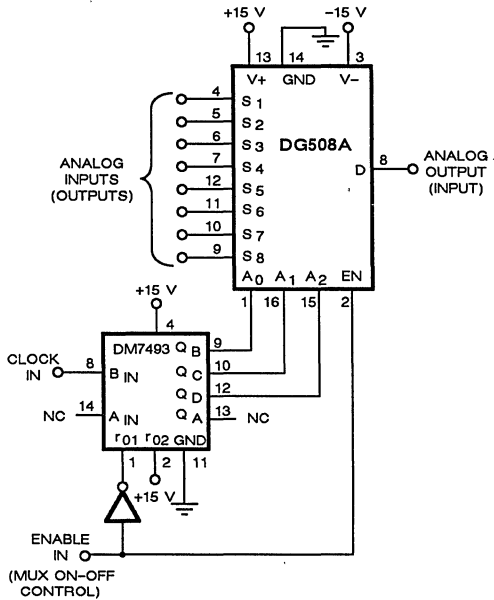 +15 V
-15 V
13
14
3
V+
GND
V-
DG508A
4
S1
5
S2
6
S3
7
S4
12
S5
11
S6
10
S7
9
S8
ANALOG
INPUTS
(OUTPUTS)
D
8
ANALOG
OUTPUT
(INPUT)
A0
A1
A2
EN
1
16
15
2
+15 V
4
DM7493
QB
9
CLOCK
IN
8
BIN
QC
10
QD
12
NC
14
AIN
QA
13
NC
r01
r02
GND
1
2
11
+15 V
ENABLE
IN
(MUX ON-OFF
CONTROL)